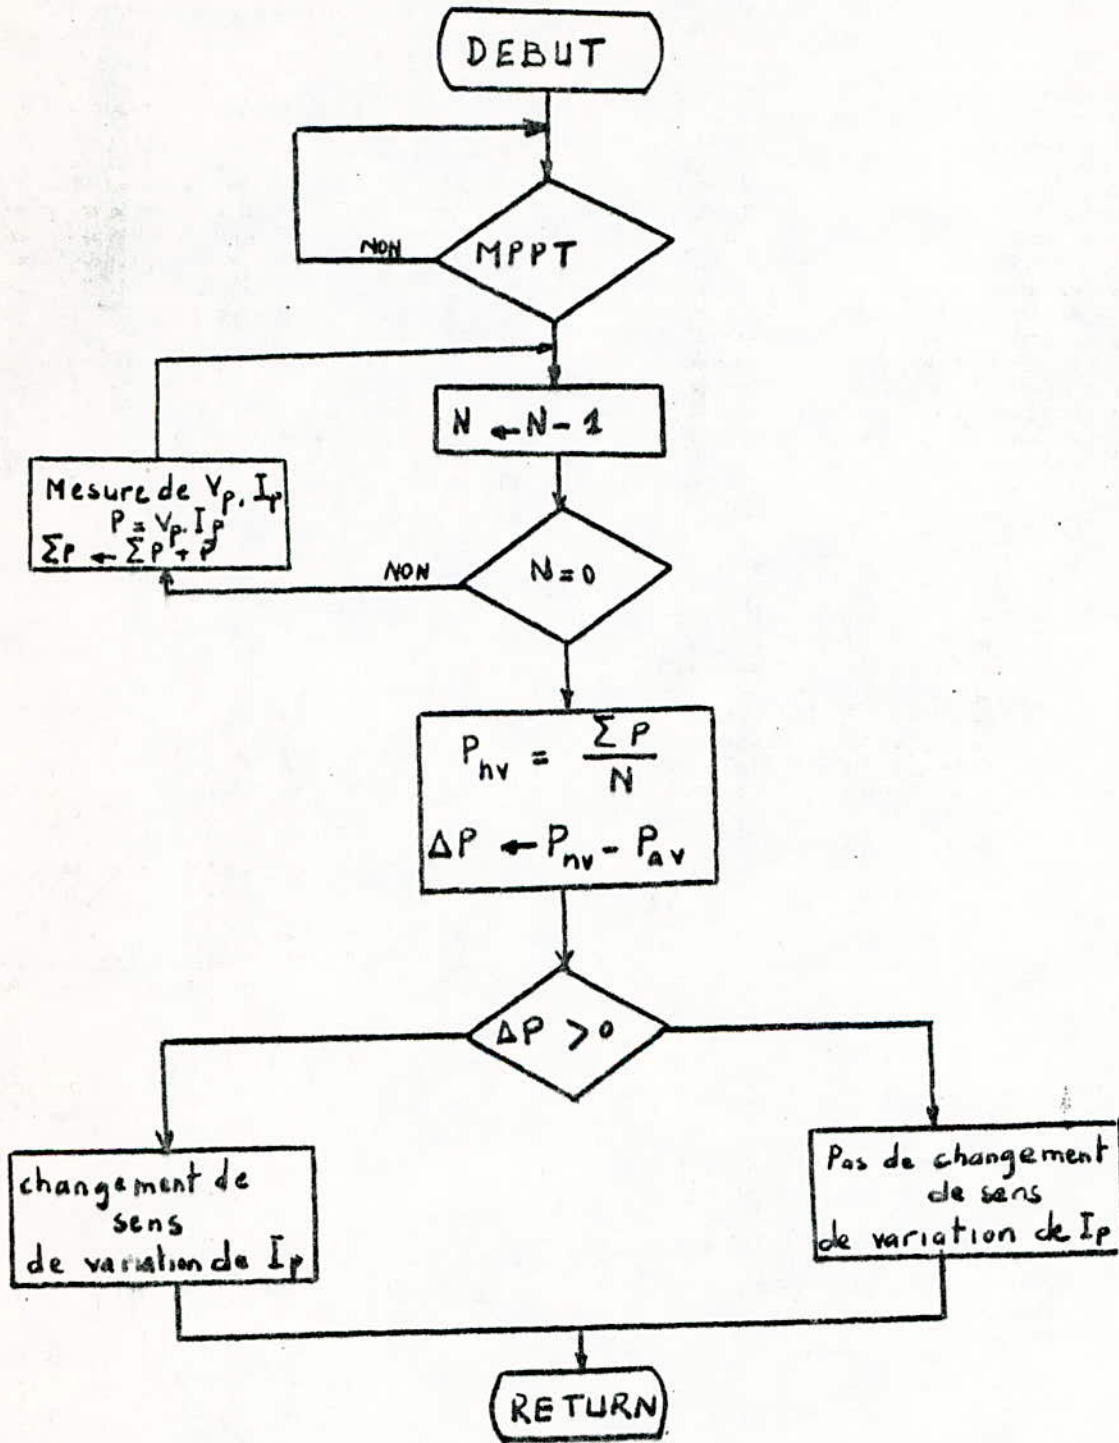 DEBUT
NON
MPPT
N ← N - 1
Mesure de Vp, Ip
P = Vp. Ip
ΣP ← ΣP + P
NON
N = 0
Pnv = ΣP / N
ΔP ← Pnv - Pav
ΔP > 0
changement de
sens
de variation de Ip
Pas de changement
de sens
de variation de Ip
RETURN